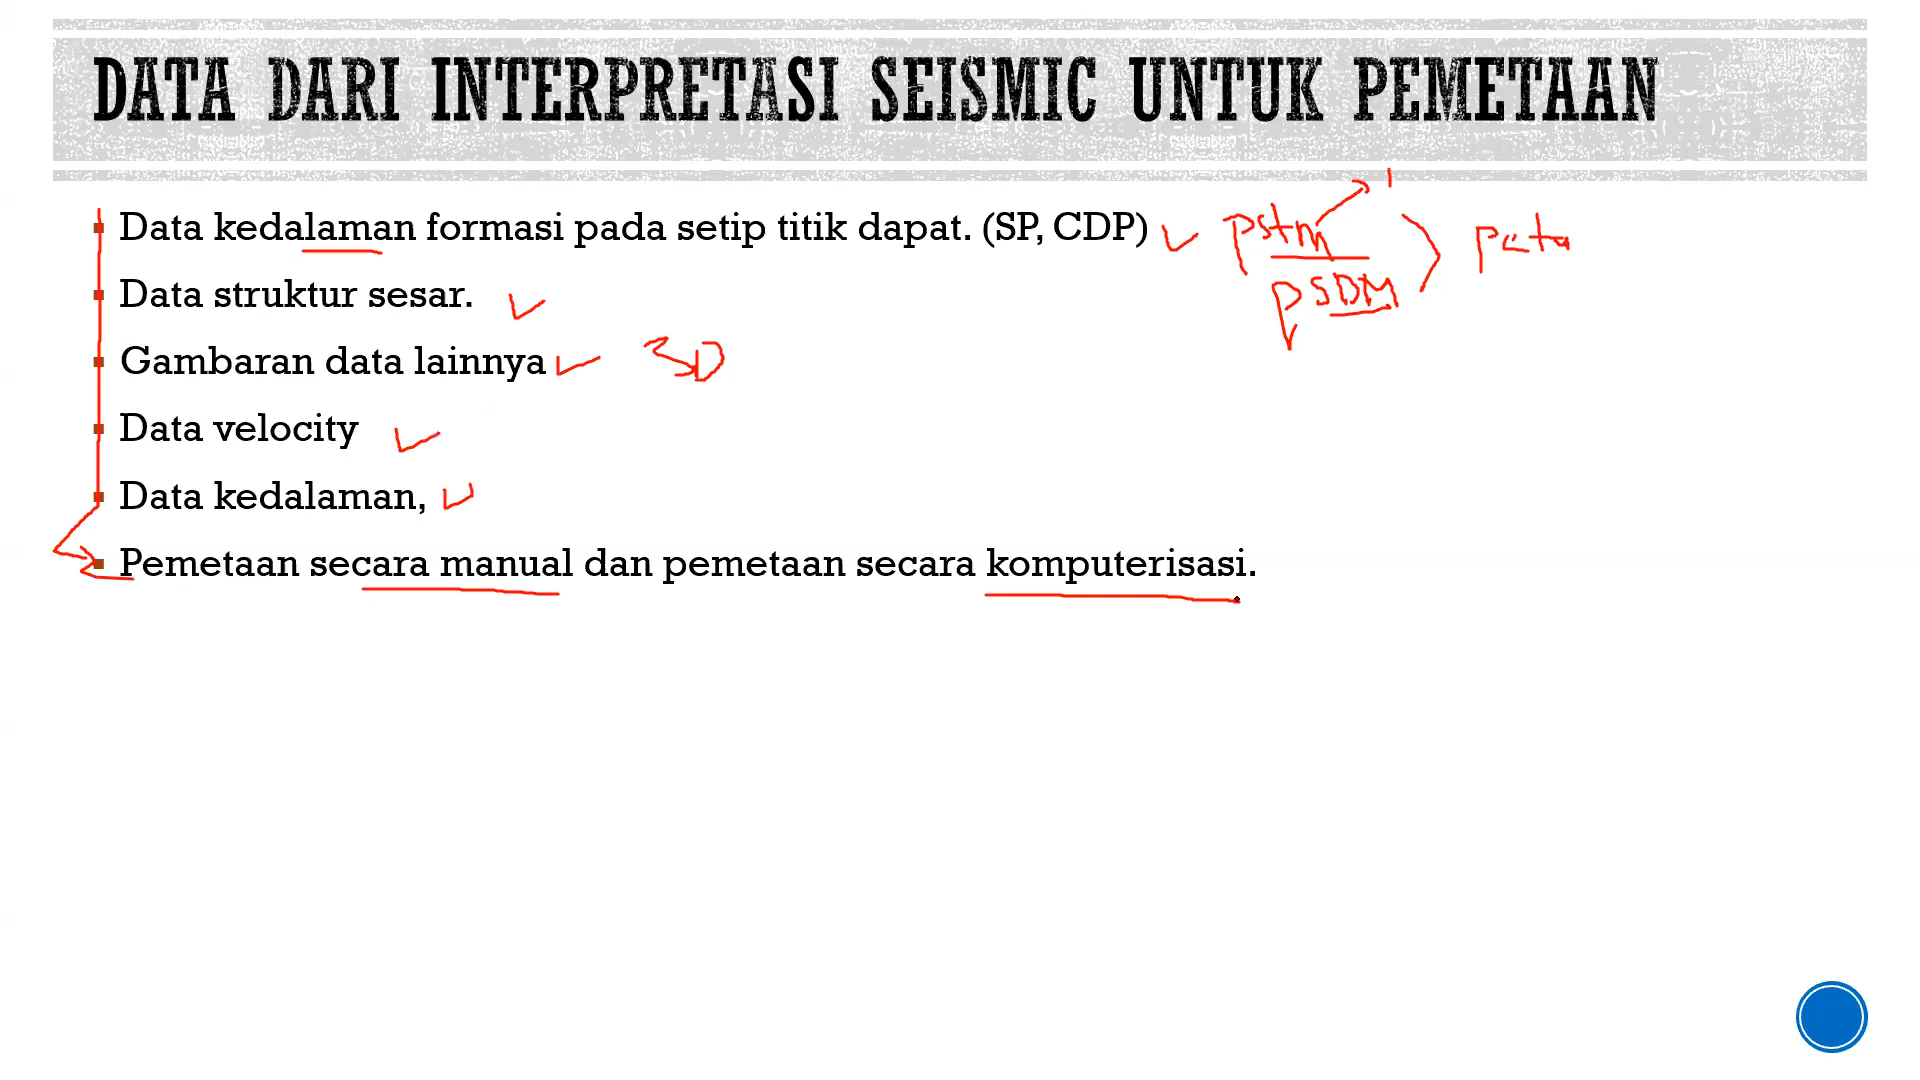 DATA DARI INTERPRETASI SEISMIC UNTUK PEMETAAN
Data kedalaman formasi pada setip titik dapat. (SP, CDP) pstm
PSDM
peta
Data struktur sesar.
Gambaran data lainnya 3D
Data velocity
Data kedalaman,
Pemetaan secara manual dan pemetaan secara komputerisasi.